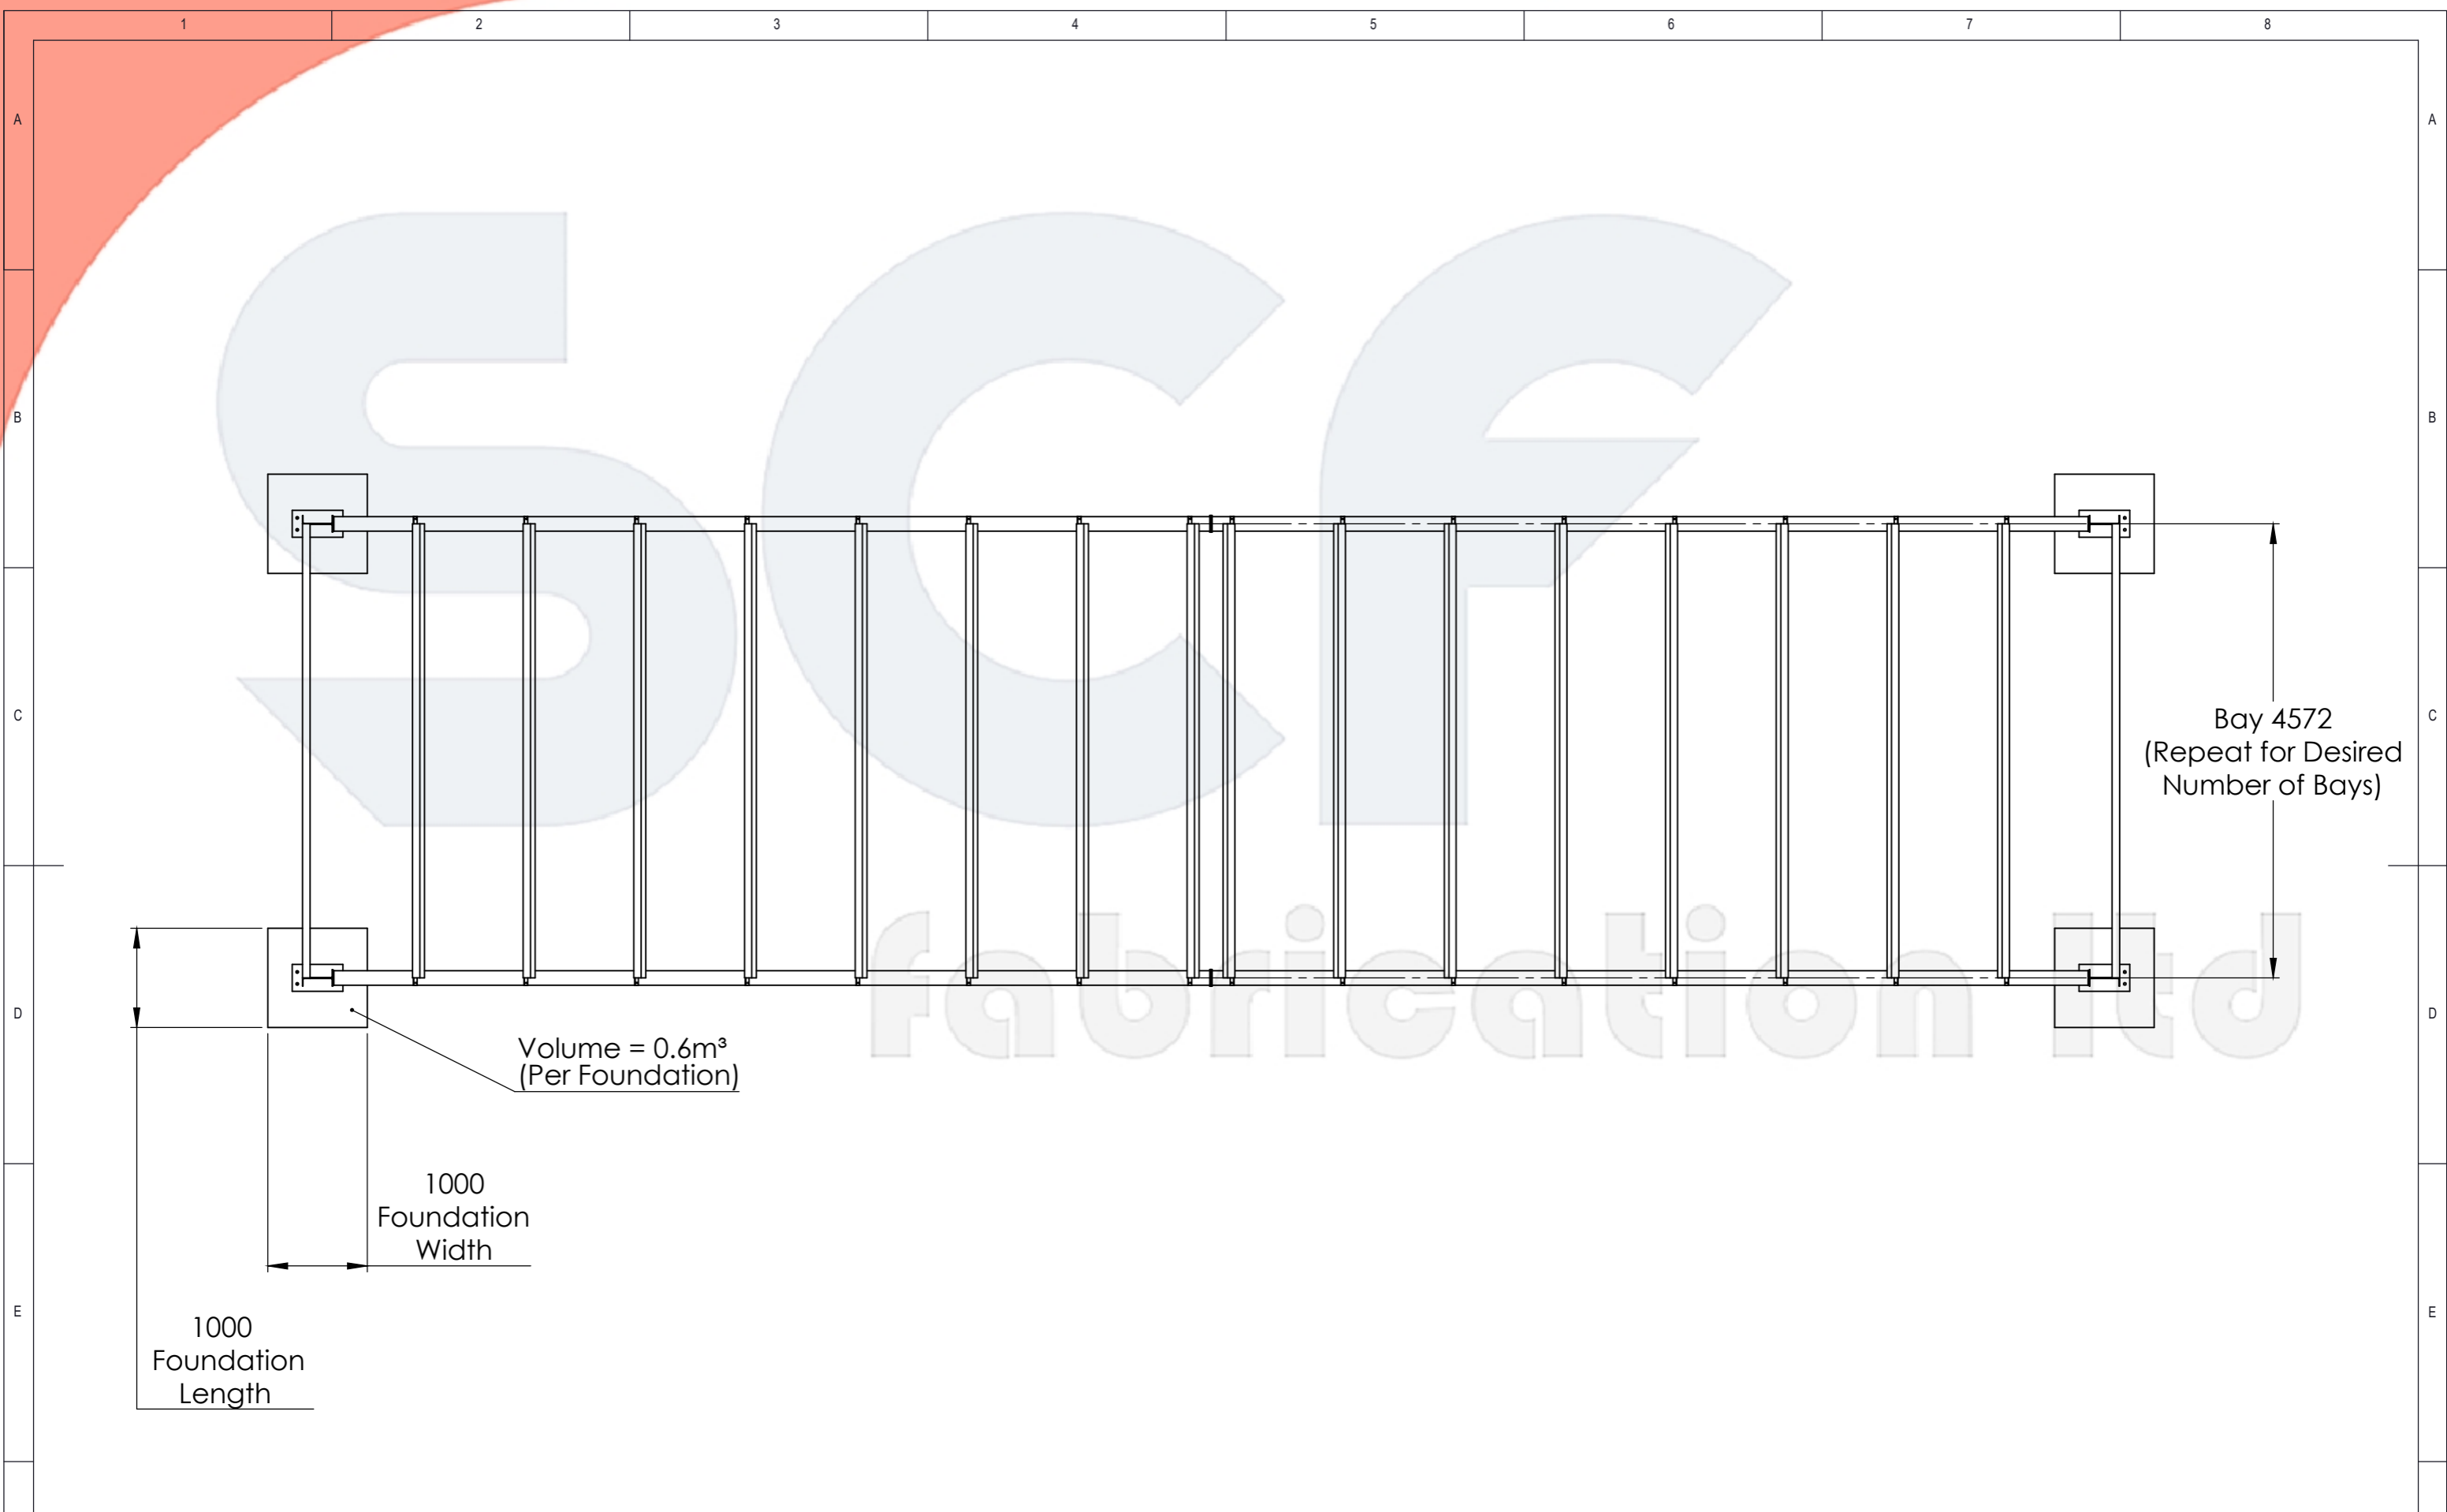 1 2 3 4 5 6 7 8
A A
B B
C C
Bay 4572
(Repeat for Desired
Number of Bays)
SCF
fabrication ltd
D D
Volume = 0.6m³
(Per Foundation)
1000
Foundation
Width
E E
1000
Foundation
Length